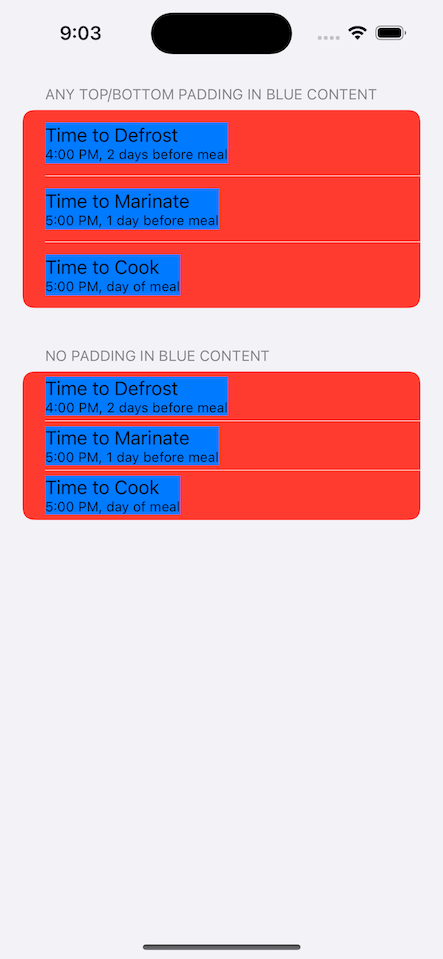 9:03
ANY TOP/BOTTOM PADDING IN BLUE CONTENT
Time to Defrost
4:00 PM, 2 days before meal
Time to Marinate
5:00 PM, 1 day before meal
Time to Cook
5:00 PM, day of meal
NO PADDING IN BLUE CONTENT
Time to Defrost
4:00 PM, 2 days before meal
Time to Marinate
5:00 PM, 1 day before meal
Time to Cook
5:00 PM, day of meal